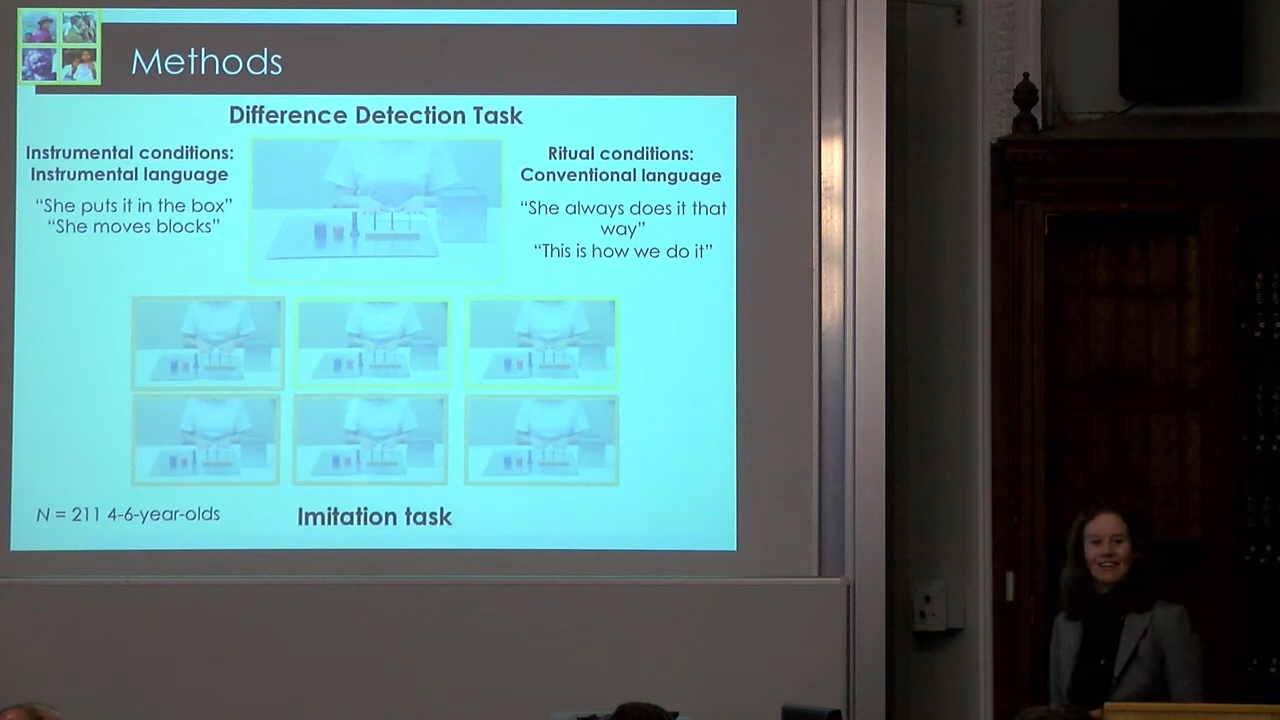 Methods
Difference Detection Task
Instrumental conditions:
Instrumental language
“She puts it in the box”
“She moves blocks”
Ritual conditions:
Conventional language
“She always does it that
way”
“This is how we do it”
N = 211 4-6-year-olds
Imitation task